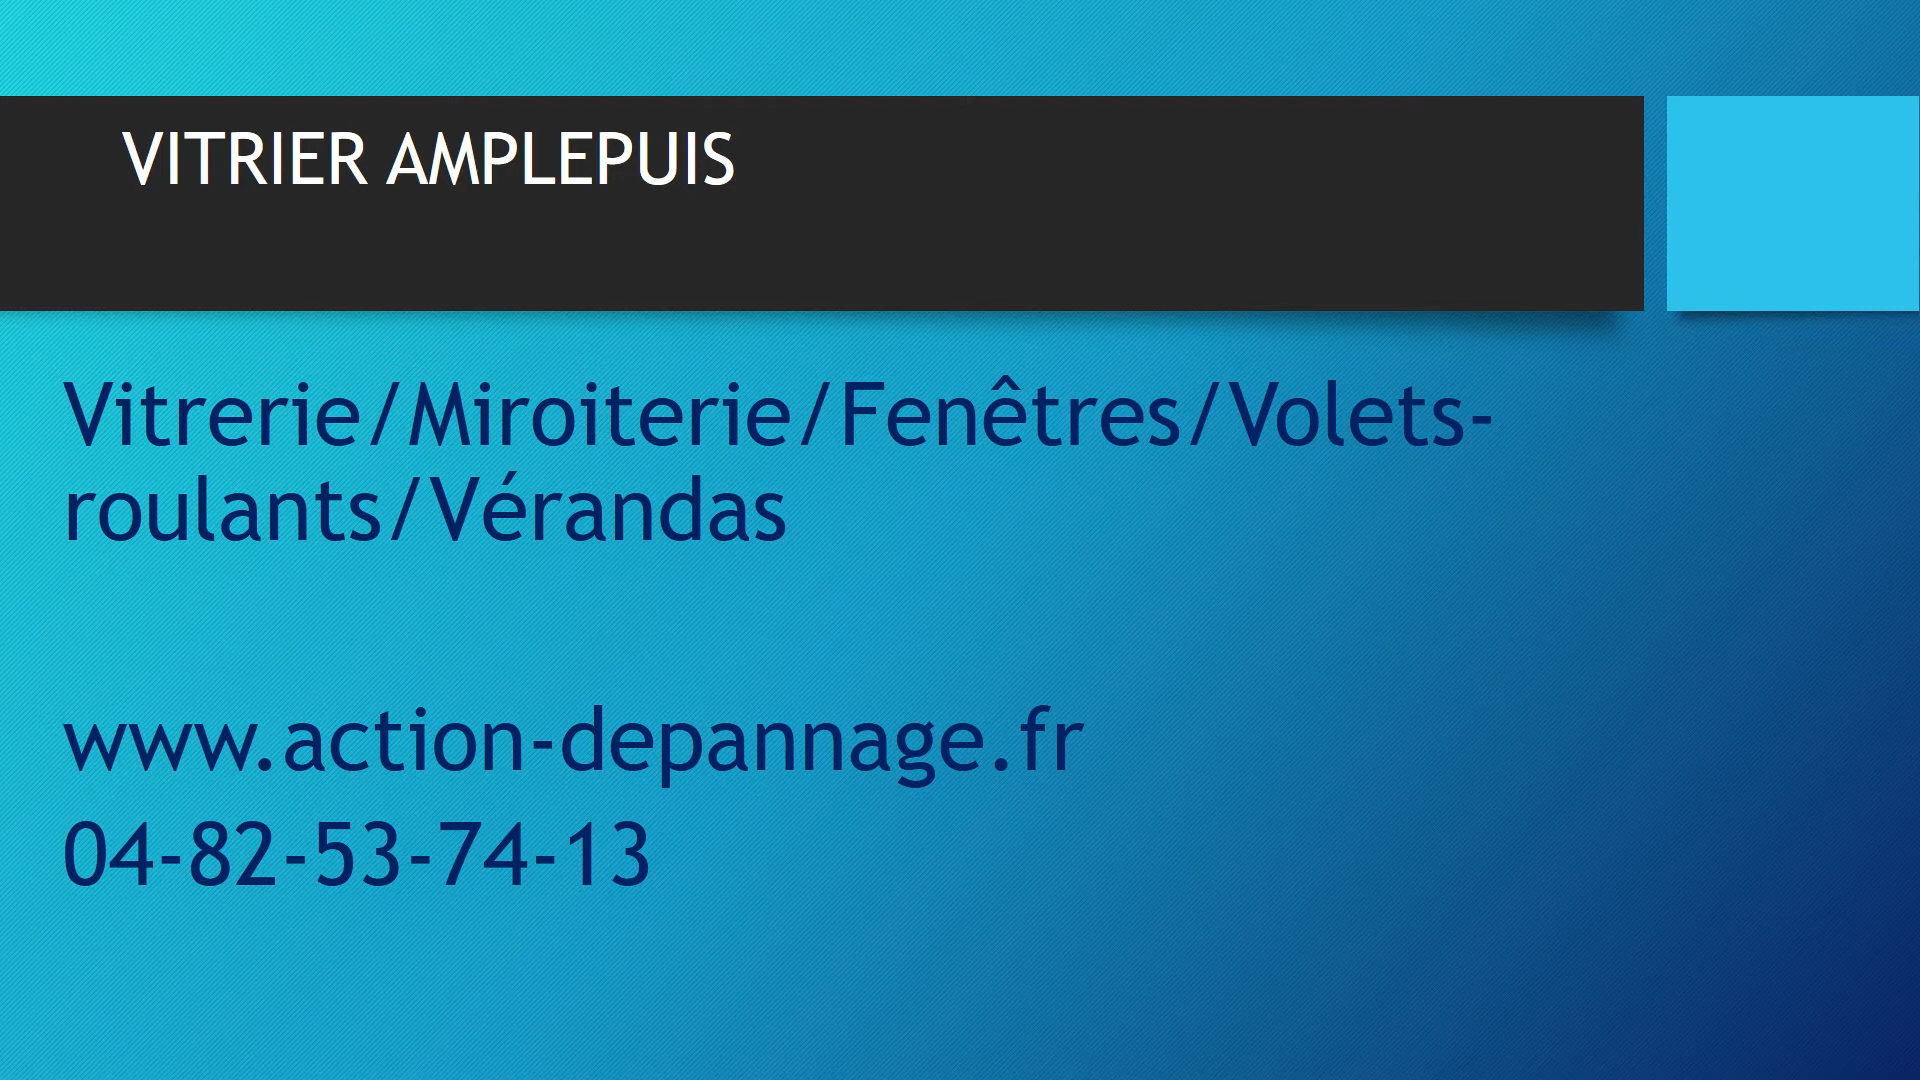 VITRIER AMPLEPUIS
Vitrerie/Miroiterie/Fenêtres/Volets-
roulants/Vérandas
www.action-depannage.fr
04-82-53-74-13